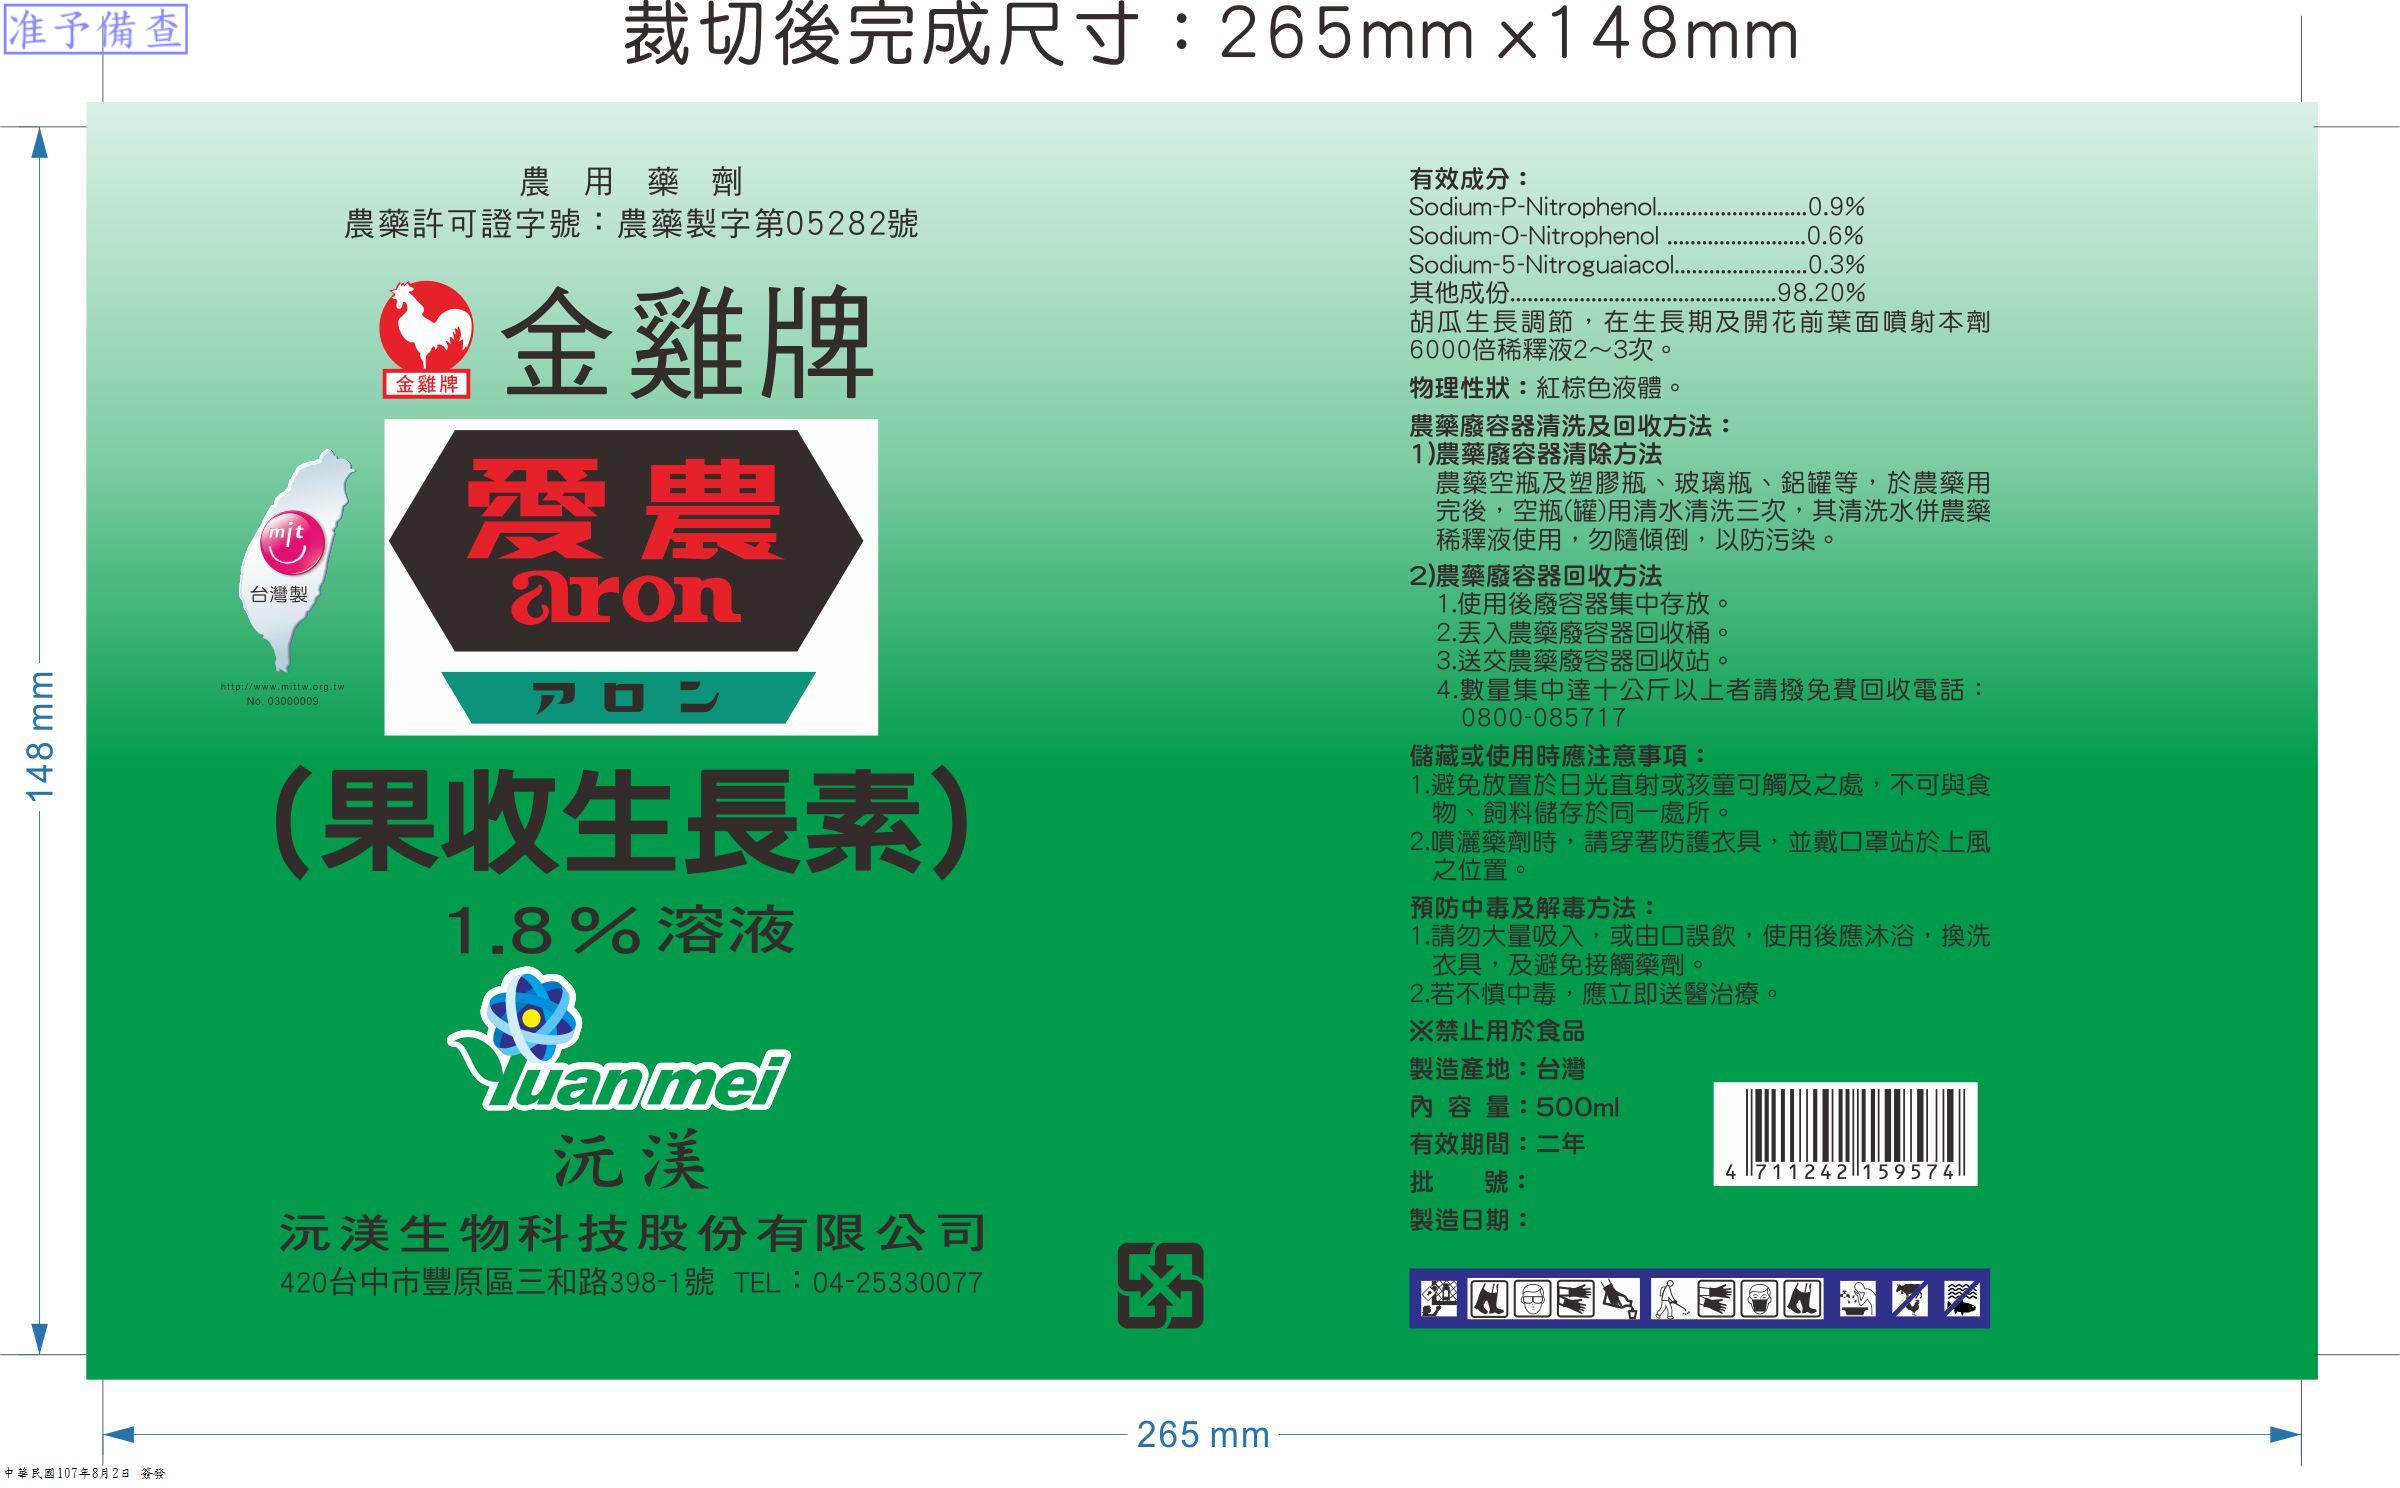 准予備查
裁切後完成尺寸：265mm x148mm
農用藥劑
農藥許可證字號：農藥製字第05282號
金雞牌
金雞牌
愛農
aron
アロン
mit
台灣製
http://www.mittw.org.tw
No. 03000009
(果收生長素)
1.8%溶液
Yuanmei
沅渼
沅渼生物科技股份有限公司
420台中市豐原區三和路398-1號 TEL：04-25330077
有效成分：
Sodium-P-Nitrophenol..........................0.9%
Sodium-O-Nitrophenol ........................0.6%
Sodium-5-Nitroguaiacol.......................0.3%
其他成份..............................................98.20%
胡瓜生長調節，在生長期及開花前葉面噴射本劑
6000倍稀釋液2～3次。
物理性狀：紅棕色液體。
農藥廢容器清洗及回收方法：
1)農藥廢容器清除方法
農藥空瓶及塑膠瓶、玻璃瓶、鋁罐等，於農藥用
完後，空瓶(罐)用清水清洗三次，其清洗水併農藥
稀釋液使用，勿隨傾倒，以防污染。
2)農藥廢容器回收方法
1.使用後廢容器集中存放。
2.丟入農藥廢容器回收桶。
3.送交農藥廢容器回收站。
4.數量集中達十公斤以上者請撥免費回收電話：
0800-085717
儲藏或使用時應注意事項：
1.避免放置於日光直射或孩童可觸及之處，不可與食
物、飼料儲存於同一處所。
2.噴灑藥劑時，請穿著防護衣具，並戴口罩站於上風
之位置。
預防中毒及解毒方法：
1.請勿大量吸入，或由口誤飲，使用後應沐浴，換洗
衣具，及避免接觸藥劑。
2.若不慎中毒，應立即送醫治療。
※禁止用於食品
製造產地：台灣
內 容 量：500ml
有效期間：二年
批　　號：
製造日期：
4 711242 159574
148 mm
265 mm
中華民國107年8月2日 簽發